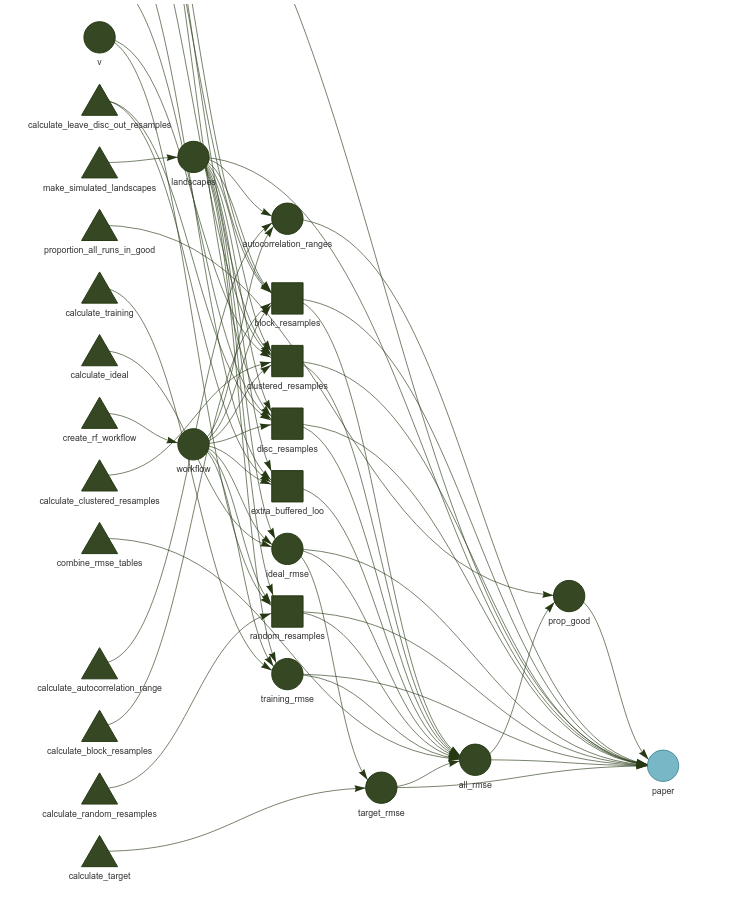 v
calculate_leave_disc_out_resamples
landscapes
make_simulated_landscapes
autocorrelation_ranges
proportion_all_runs_in_good
calculate_training
block_resamples
calculate_ideal
clustered_resamples
create_rf_workflow
disc_resamples
workflow
calculate_clustered_resamples
extra_buffered_loo
combine_rmse_tables
ideal_rmse
prop_good
random_resamples
calculate_autocorrelation_range
training_rmse
calculate_block_resamples
all_rmse
paper
calculate_random_resamples
target_rmse
calculate_target